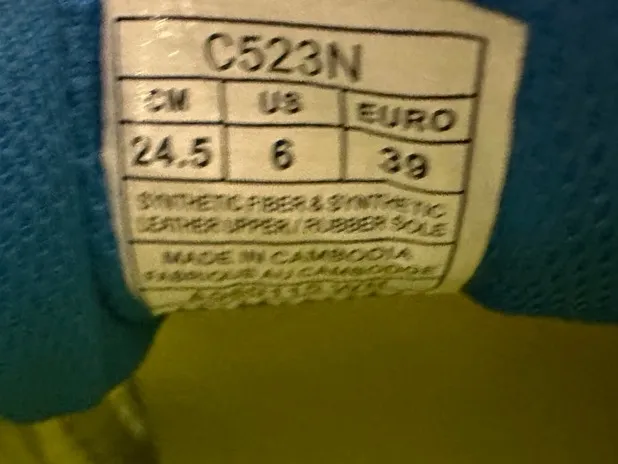 C523N
CM US EURO
24.5 6 39
SYNTHETIC FIBER & SYNTHETIC
LEATHER UPPER / RUBBER SOLE
MADE IN CAMBODIA
FABRIQUE AU CAMBODGE